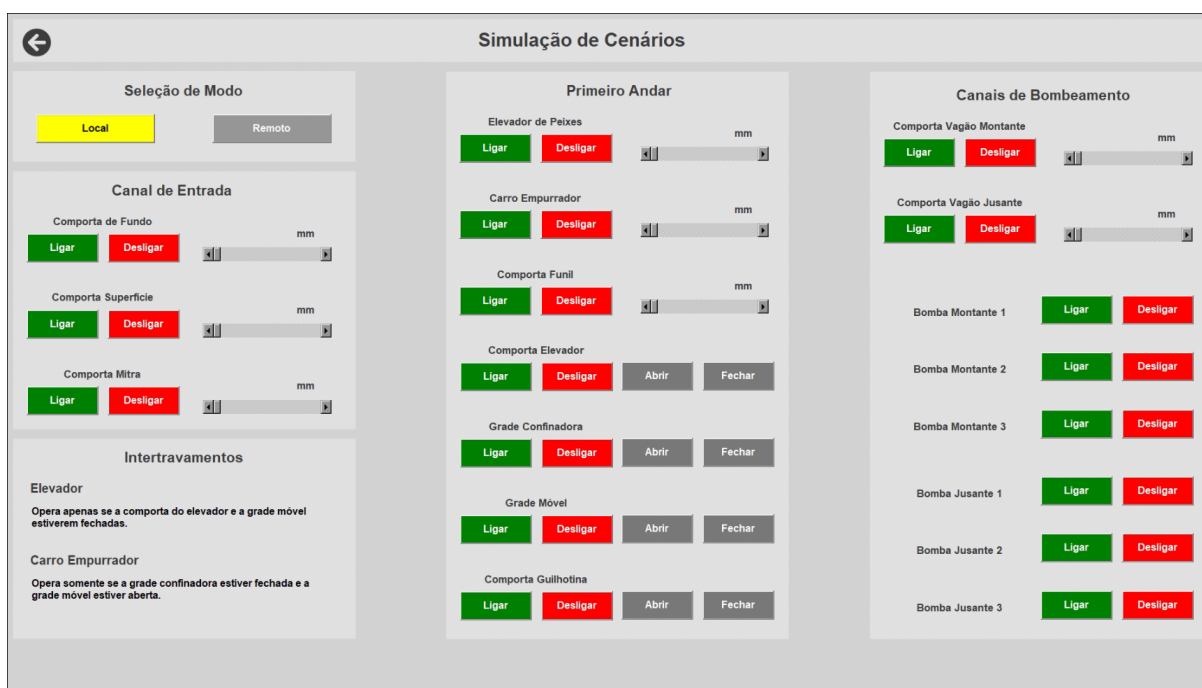 Simulação de Cenários
Seleção de Modo
Local Remoto
Canal de Entrada
Comporta de Fundo
Ligar Desligar mm
Comporta Superfície
Ligar Desligar mm
Comporta Mitra
Ligar Desligar mm
Intertravamentos
Elevador
Opera apenas se a comporta do elevador e a grade móvel
estiverem fechadas.
Carro Empurrador
Opera somente se a grade confinadora estiver fechada e a
grade móvel estiver aberta.
Primeiro Andar
Elevador de Peixes
Ligar Desligar mm
Carro Empurrador
Ligar Desligar mm
Comporta Funil
Ligar Desligar mm
Comporta Elevador
Ligar Desligar Abrir Fechar
Grade Confinadora
Ligar Desligar Abrir Fechar
Grade Móvel
Ligar Desligar Abrir Fechar
Comporta Guilhotina
Ligar Desligar Abrir Fechar
Canais de Bombeamento
Comporta Vagão Montante
Ligar Desligar mm
Comporta Vagão Jusante
Ligar Desligar mm
Bomba Montante 1 Ligar Desligar
Bomba Montante 2 Ligar Desligar
Bomba Montante 3 Ligar Desligar
Bomba Jusante 1 Ligar Desligar
Bomba Jusante 2 Ligar Desligar
Bomba Jusante 3 Ligar Desligar